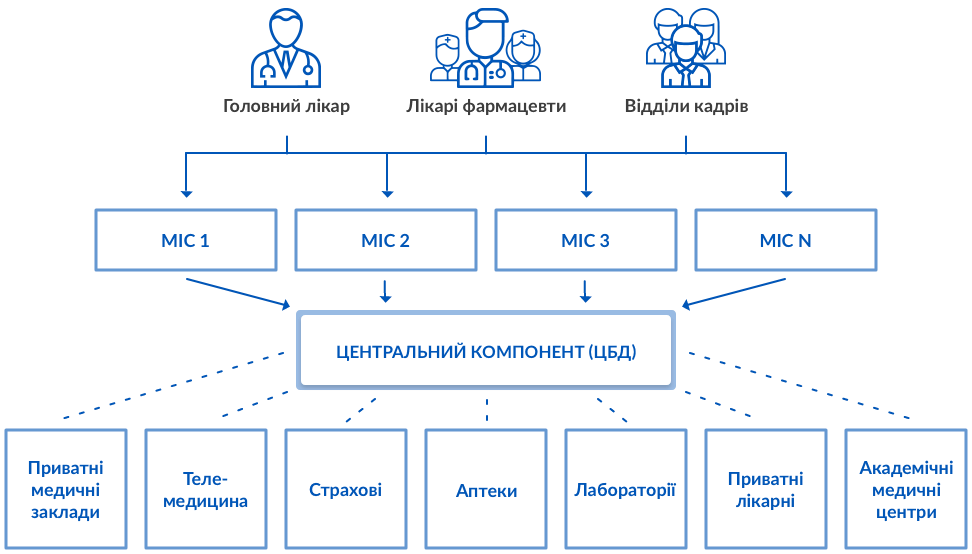 Головний лікар
Лікарі фармацевти
Відділи кадрів
МІС 1
МІС 2
МІС 3
МІС N
ЦЕНТРАЛЬНИЙ КОМПОНЕНТ (ЦБД)
Приватні
медичні
заклади
Теле-
медицина
Страхові
Аптеки
Лабораторії
Приватні
лікарні
Академічні
медичні
центри